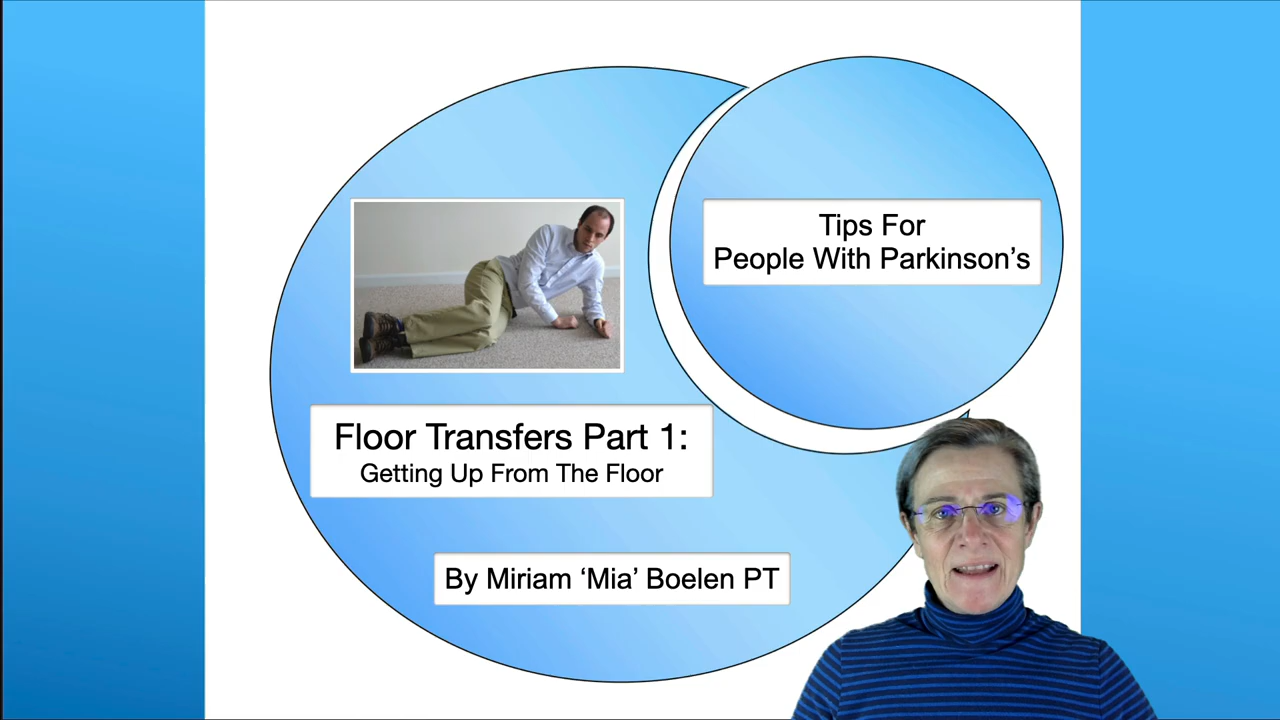 Tips For
People With Parkinson’s
Floor Transfers Part 1:
Getting Up From The Floor
By Miriam ‘Mia’ Boelen PT